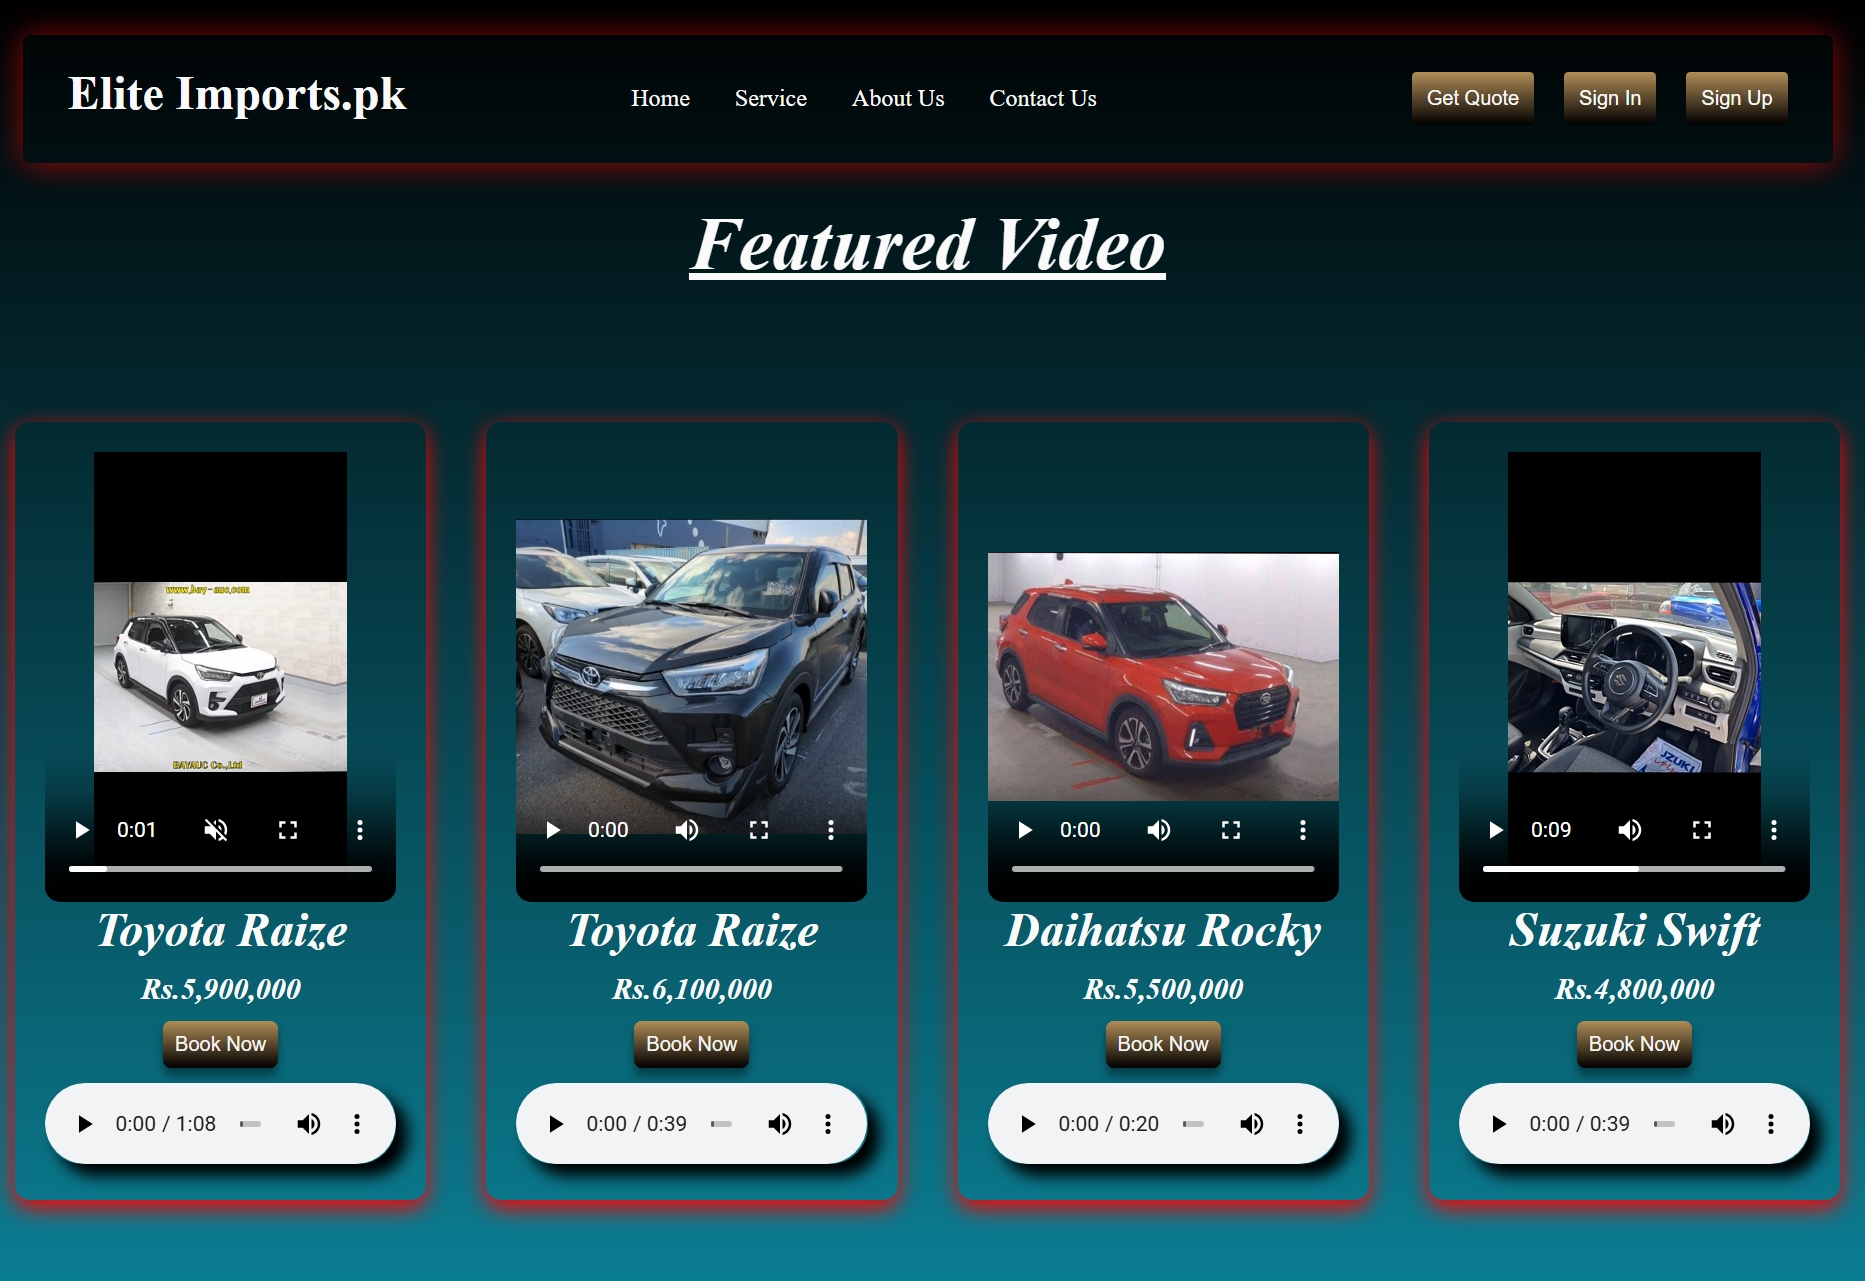 Elite Imports.pk
Home Service About Us Contact Us
Get Quote Sign In Sign Up
Featured Video
www.bay-auc.com
BAYAUC Co.,Ltd
0:01
Toyota Raize
Rs.5,900,000
Book Now
0:00 / 1:08
0:00
Toyota Raize
Rs.6,100,000
Book Now
0:00 / 0:39
0:00
Daihatsu Rocky
Rs.5,500,000
Book Now
0:00 / 0:20
0:09
Suzuki Swift
Rs.4,800,000
Book Now
0:00 / 0:39